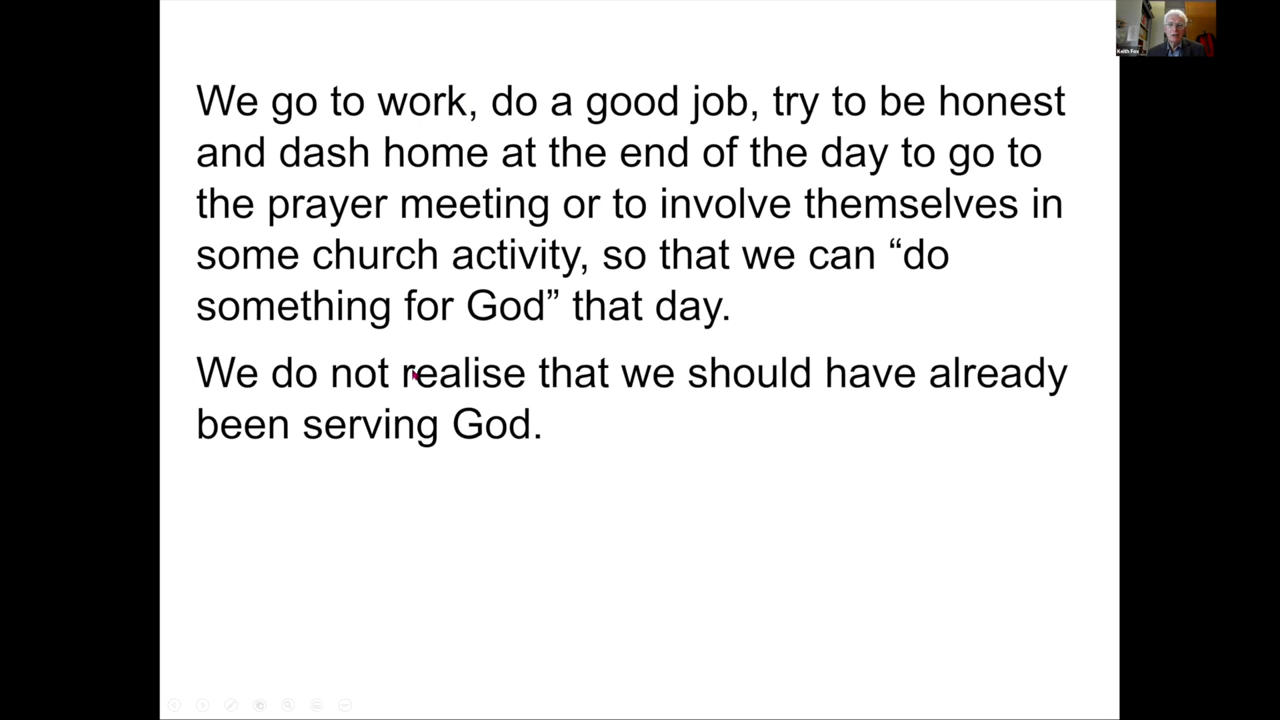 We go to work, do a good job, try to be honest
and dash home at the end of the day to go to
the prayer meeting or to involve themselves in
some church activity, so that we can “do
something for God” that day.
We do not realise that we should have already
been serving God.
Keith Fox